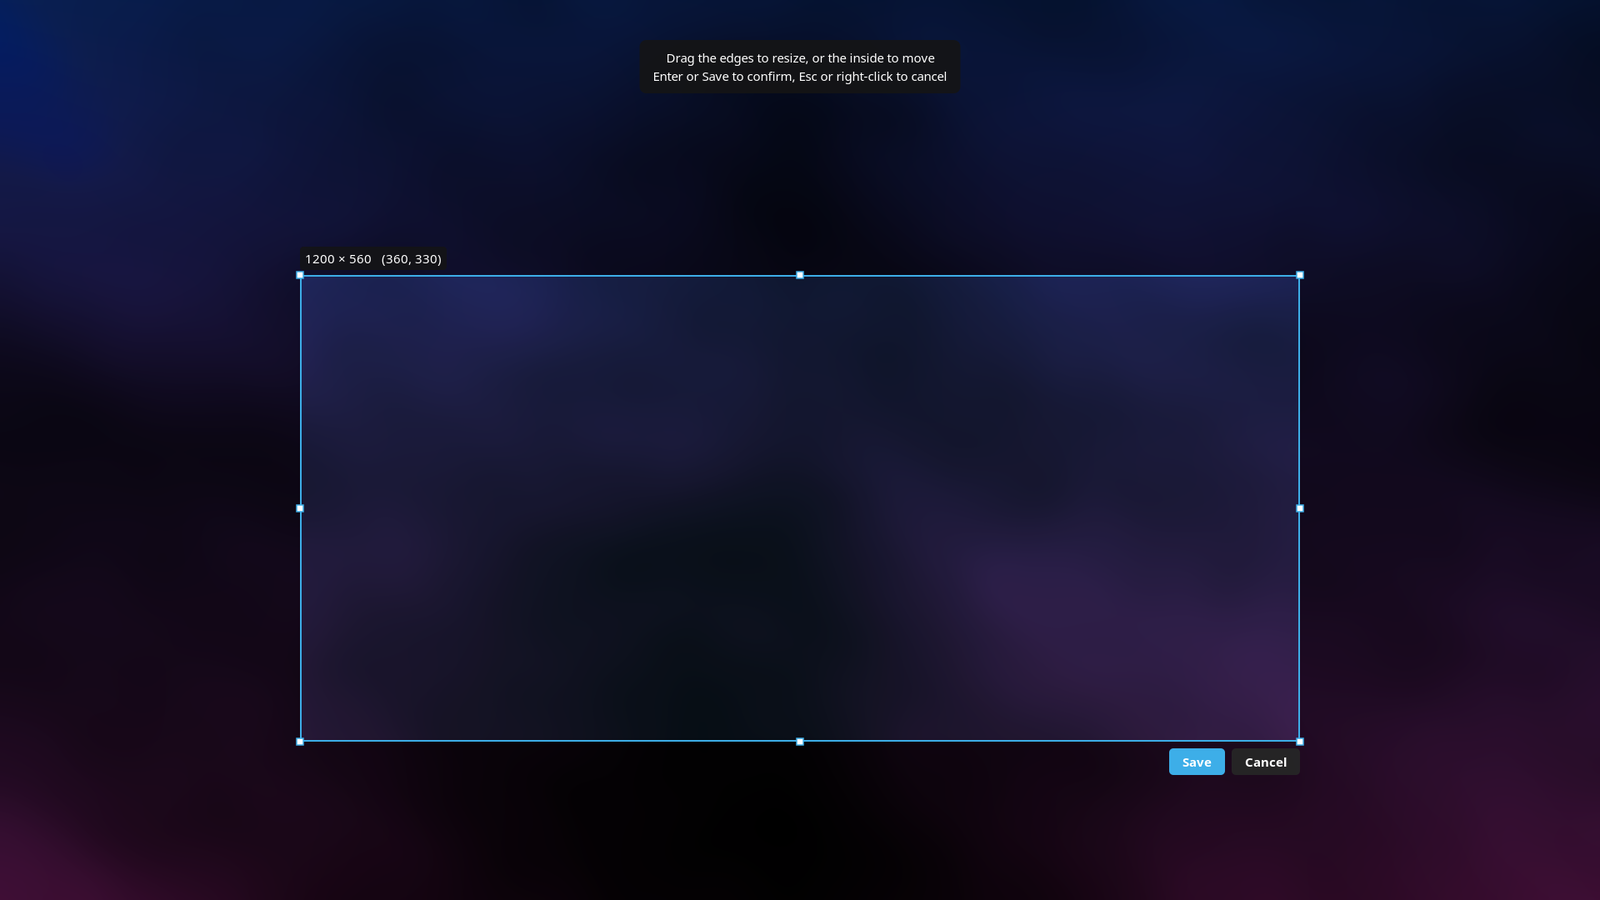 Drag the edges to resize, or the inside to move
Enter or Save to confirm, Esc or right-click to cancel
1200 × 560 (360, 330)
Save
Cancel